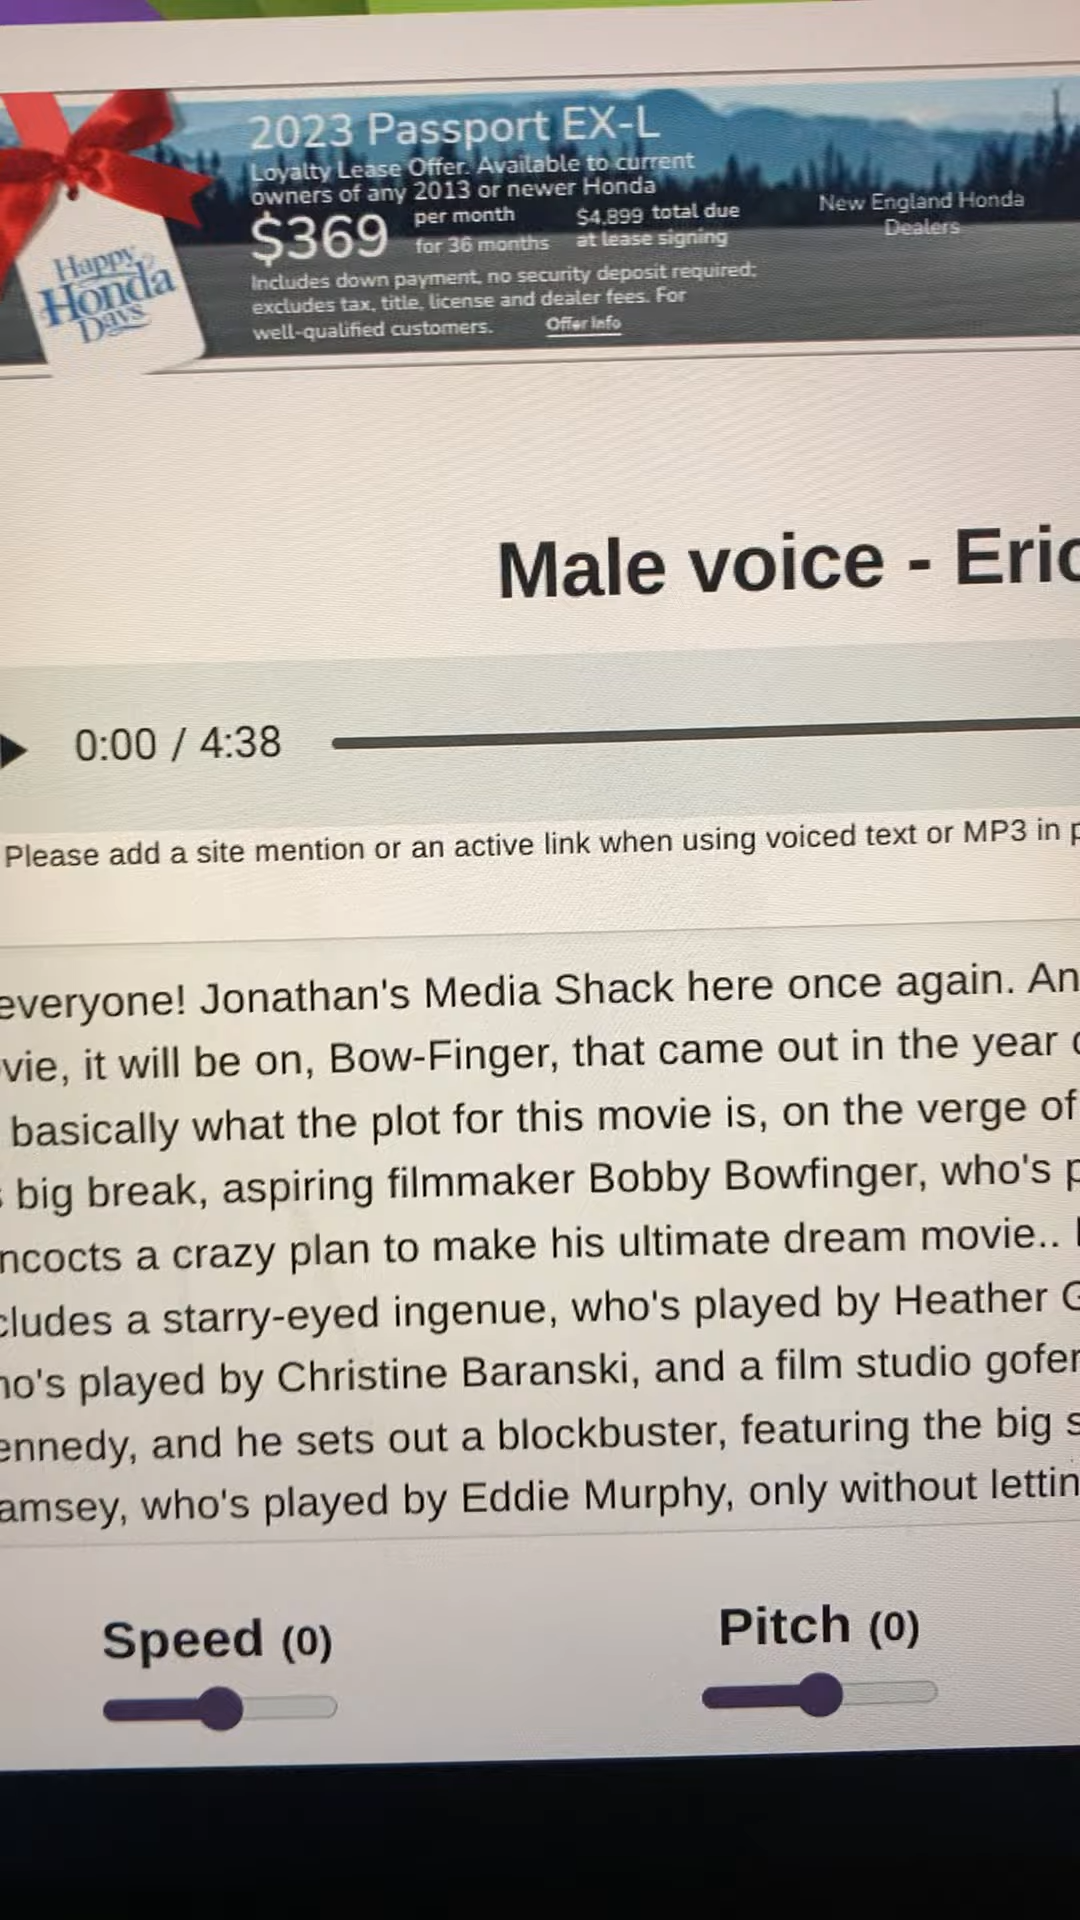 2023 Passport EX-L
Loyalty Lease Offer. Available to current
owners of any 2013 or newer Honda
$369 per month for 36 months
$4,899 total due at lease signing
New England Honda
Dealers
Includes down payment, no security deposit required;
excludes tax, title, license and dealer fees. For
well-qualified customers. Offer Info
Happy
Honda
Days
Male voice - Eric
0:00 / 4:38
Please add a site mention or an active link when using voiced text or MP3 in p
everyone! Jonathan's Media Shack here once again. An
vie, it will be on, Bow-Finger, that came out in the year
basically what the plot for this movie is, on the verge of
s big break, aspiring filmmaker Bobby Bowfinger, who's p
ncocts a crazy plan to make his ultimate dream movie..
cludes a starry-eyed ingenue, who's played by Heather G
ho's played by Christine Baranski, and a film studio gofer
ennedy, and he sets out a blockbuster, featuring the big s
amsey, who's played by Eddie Murphy, only without lettin
Speed (0)
Pitch (0)